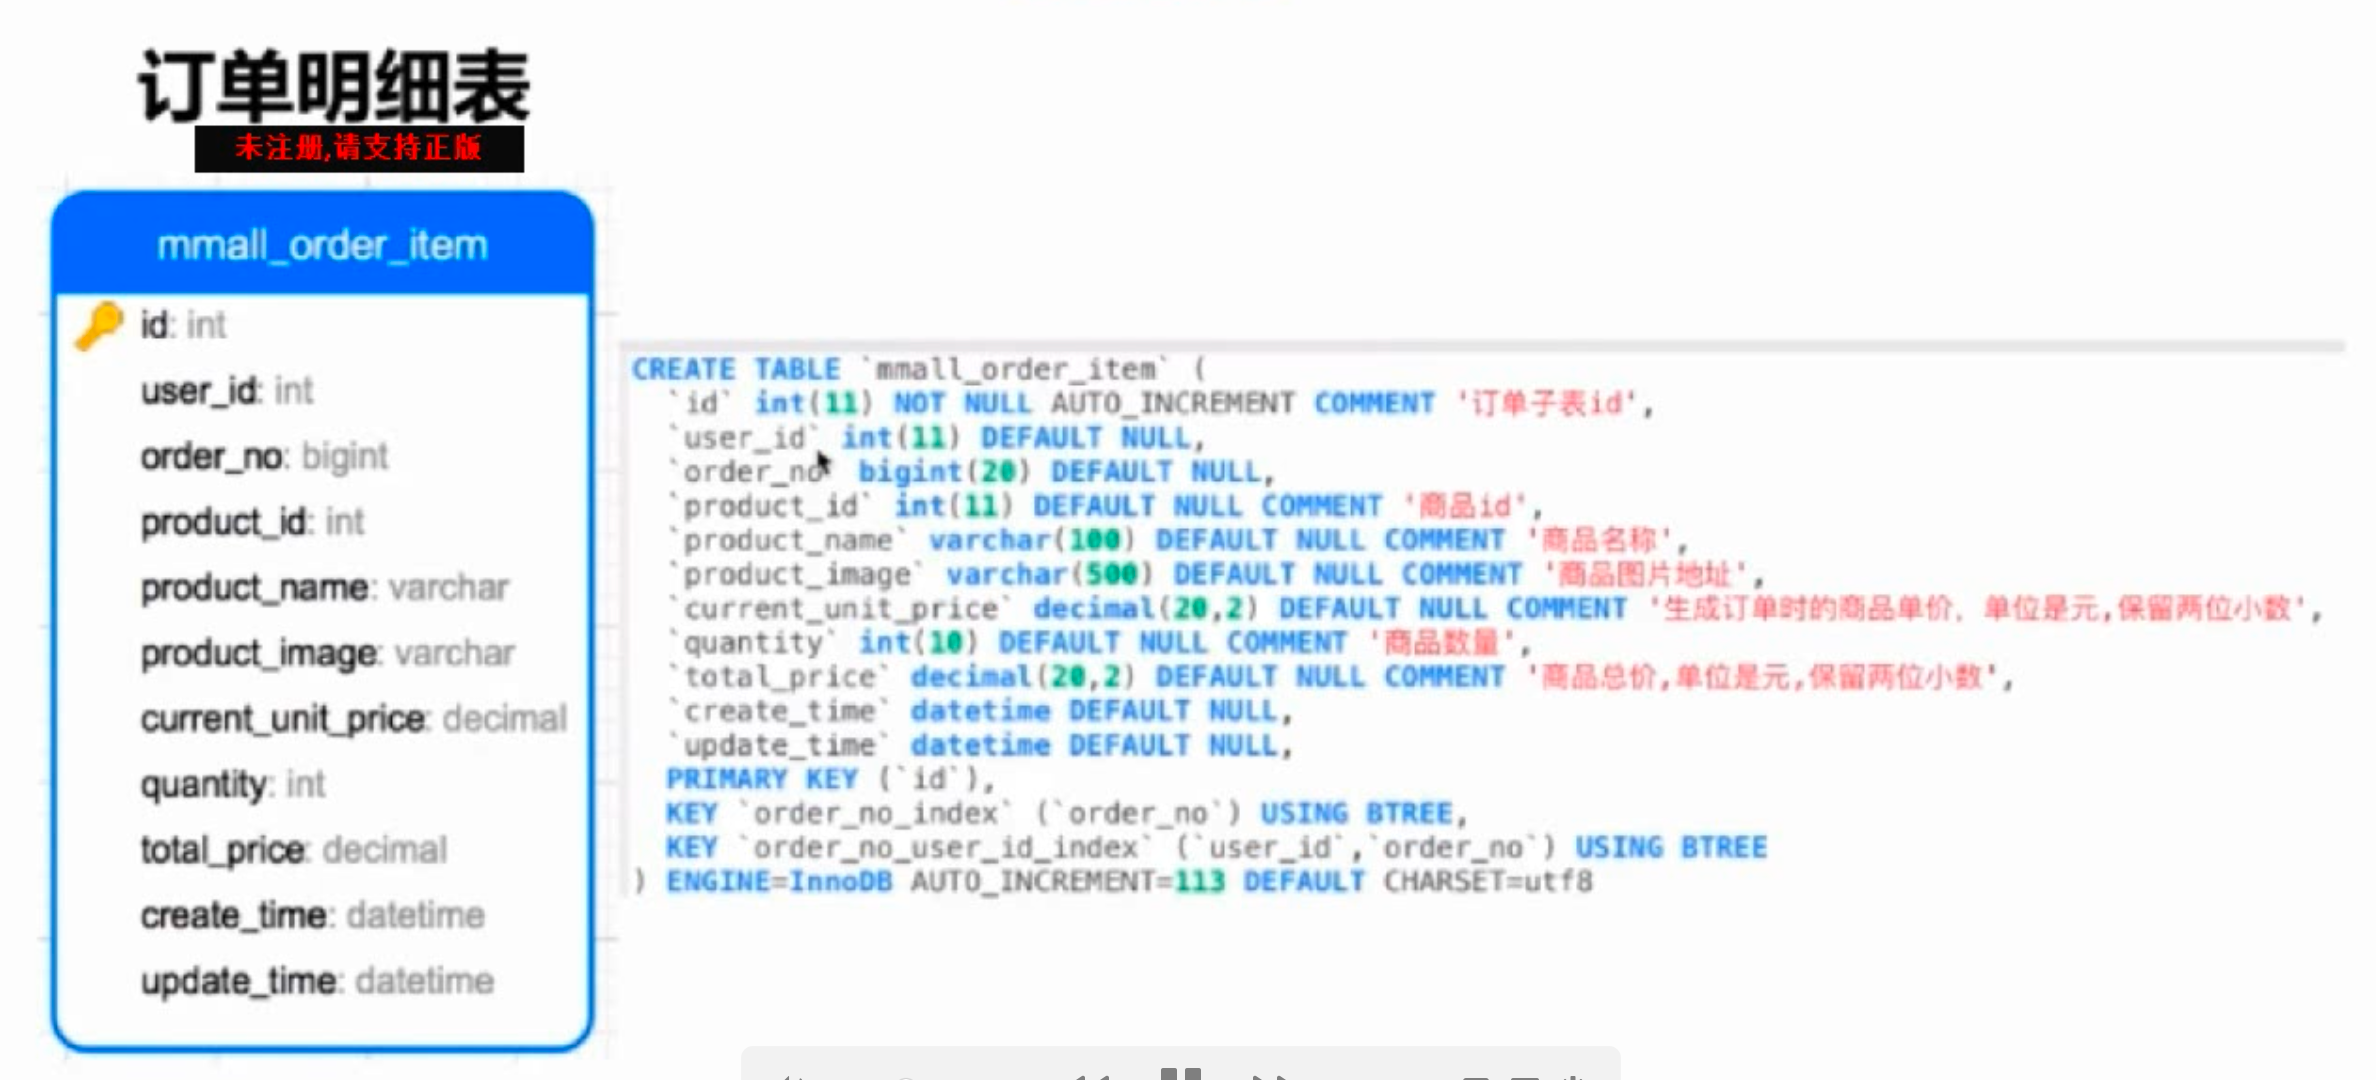 订单明细表
未注册,请支持正版
mmall_order_item
id: int
user_id: int
order_no: bigint
product_id: int
product_name: varchar
product_image: varchar
current_unit_price: decimal
quantity: int
total_price: decimal
create_time: datetime
update_time: datetime
CREATE TABLE `mmall_order_item` (
`id` int(11) NOT NULL AUTO_INCREMENT COMMENT '订单子表id',
`user_id` int(11) DEFAULT NULL,
`order_no` bigint(20) DEFAULT NULL,
`product_id` int(11) DEFAULT NULL COMMENT '商品id',
`product_name` varchar(100) DEFAULT NULL COMMENT '商品名称',
`product_image` varchar(500) DEFAULT NULL COMMENT '商品图片地址',
`current_unit_price` decimal(20,2) DEFAULT NULL COMMENT '生成订单时的商品单价，单位是元,保留两位小数',
`quantity` int(10) DEFAULT NULL COMMENT '商品数量',
`total_price` decimal(20,2) DEFAULT NULL COMMENT '商品总价,单位是元,保留两位小数',
`create_time` datetime DEFAULT NULL,
`update_time` datetime DEFAULT NULL,
PRIMARY KEY (`id`),
KEY `order_no_index` (`order_no`) USING BTREE,
KEY `order_no_user_id_index` (`user_id`,`order_no`) USING BTREE
) ENGINE=InnoDB AUTO_INCREMENT=113 DEFAULT CHARSET=utf8